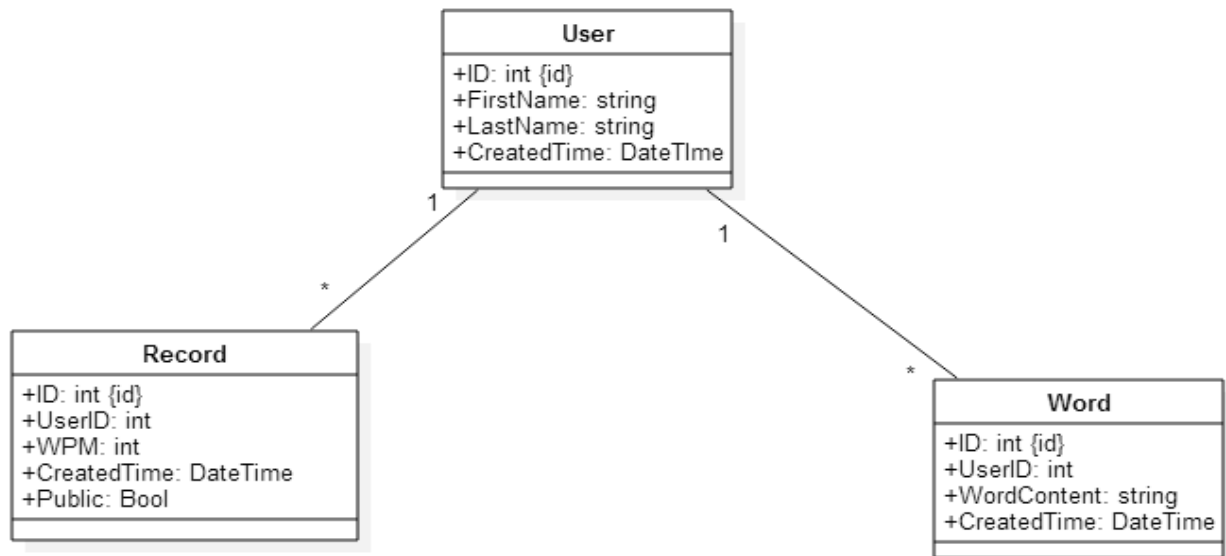 User
+ID: int {id}
+FirstName: string
+LastName: string
+CreatedTime: DateTIme
1
1
*
*
Record
+ID: int {id}
+UserID: int
+WPM: int
+CreatedTime: DateTime
+Public: Bool
Word
+ID: int {id}
+UserID: int
+WordContent: string
+CreatedTime: DateTime